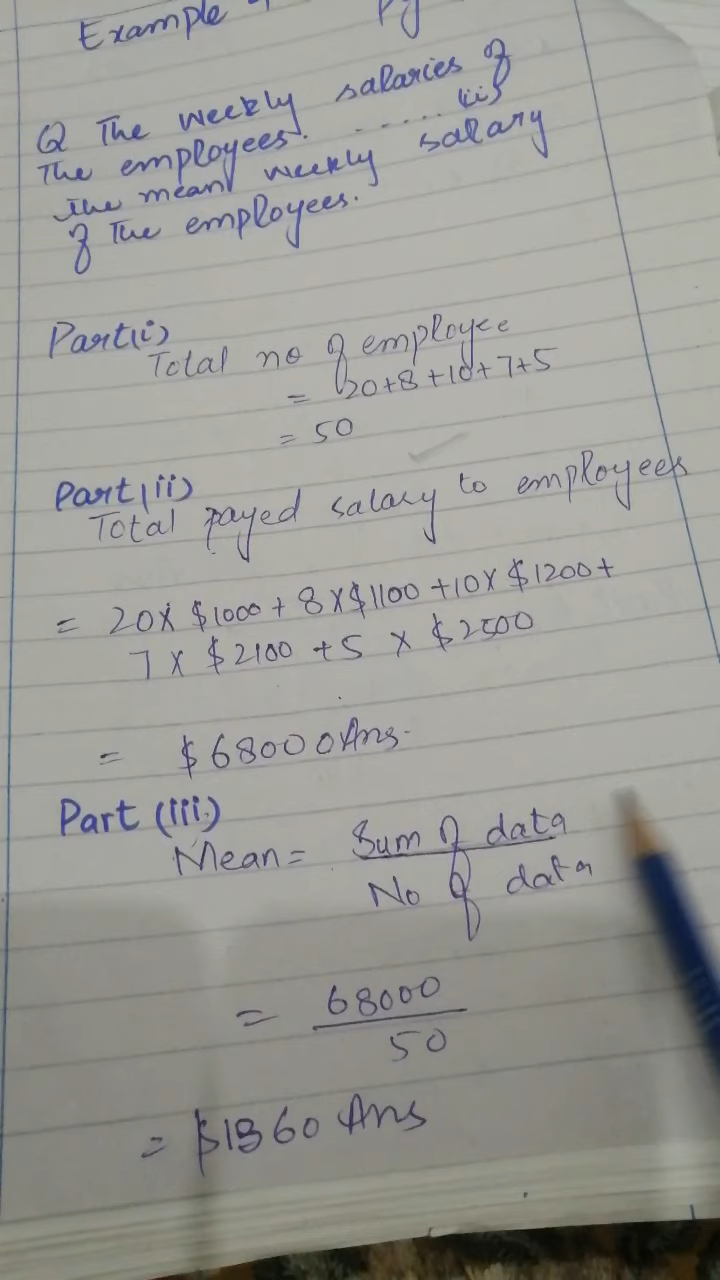 Example
Q The weekly salaries of
The employees. ...... (ii)
the mean weekly salary
of The employees.
Part(i)
Total no of employee
= 20+8+10+7+5
= 50
Part(ii)
Total payed salary to employees
= 20x $1000 + 8x$1100 +10x $1200+
7 x $2100 +5 x $2500
= $68000 Ans.
Part (iii)
Mean= Sum of data
No of data
= 68000
50
= $1360 Ans